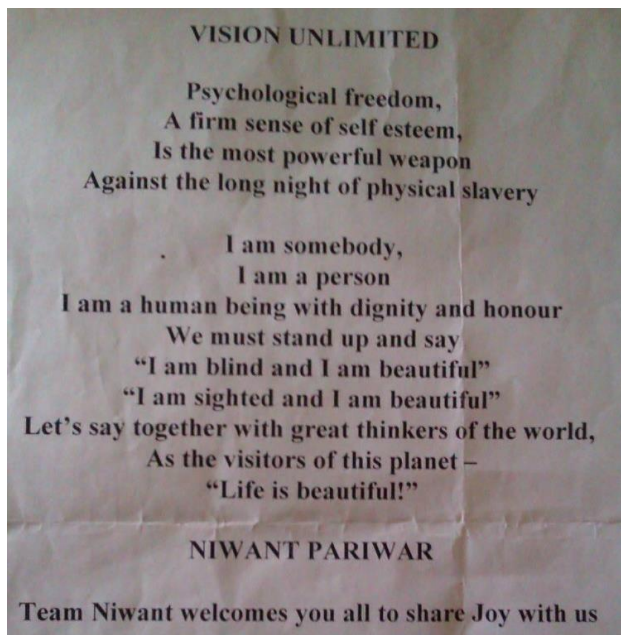 VISION UNLIMITED
Psychological freedom,
A firm sense of self esteem,
Is the most powerful weapon
Against the long night of physical slavery
I am somebody,
I am a person
I am a human being with dignity and honour
We must stand up and say
“I am blind and I am beautiful”
“I am sighted and I am beautiful”
Let’s say together with great thinkers of the world,
As the visitors of this planet –
“Life is beautiful!”
NIWANT PARIWAR
Team Niwant welcomes you all to share Joy with us